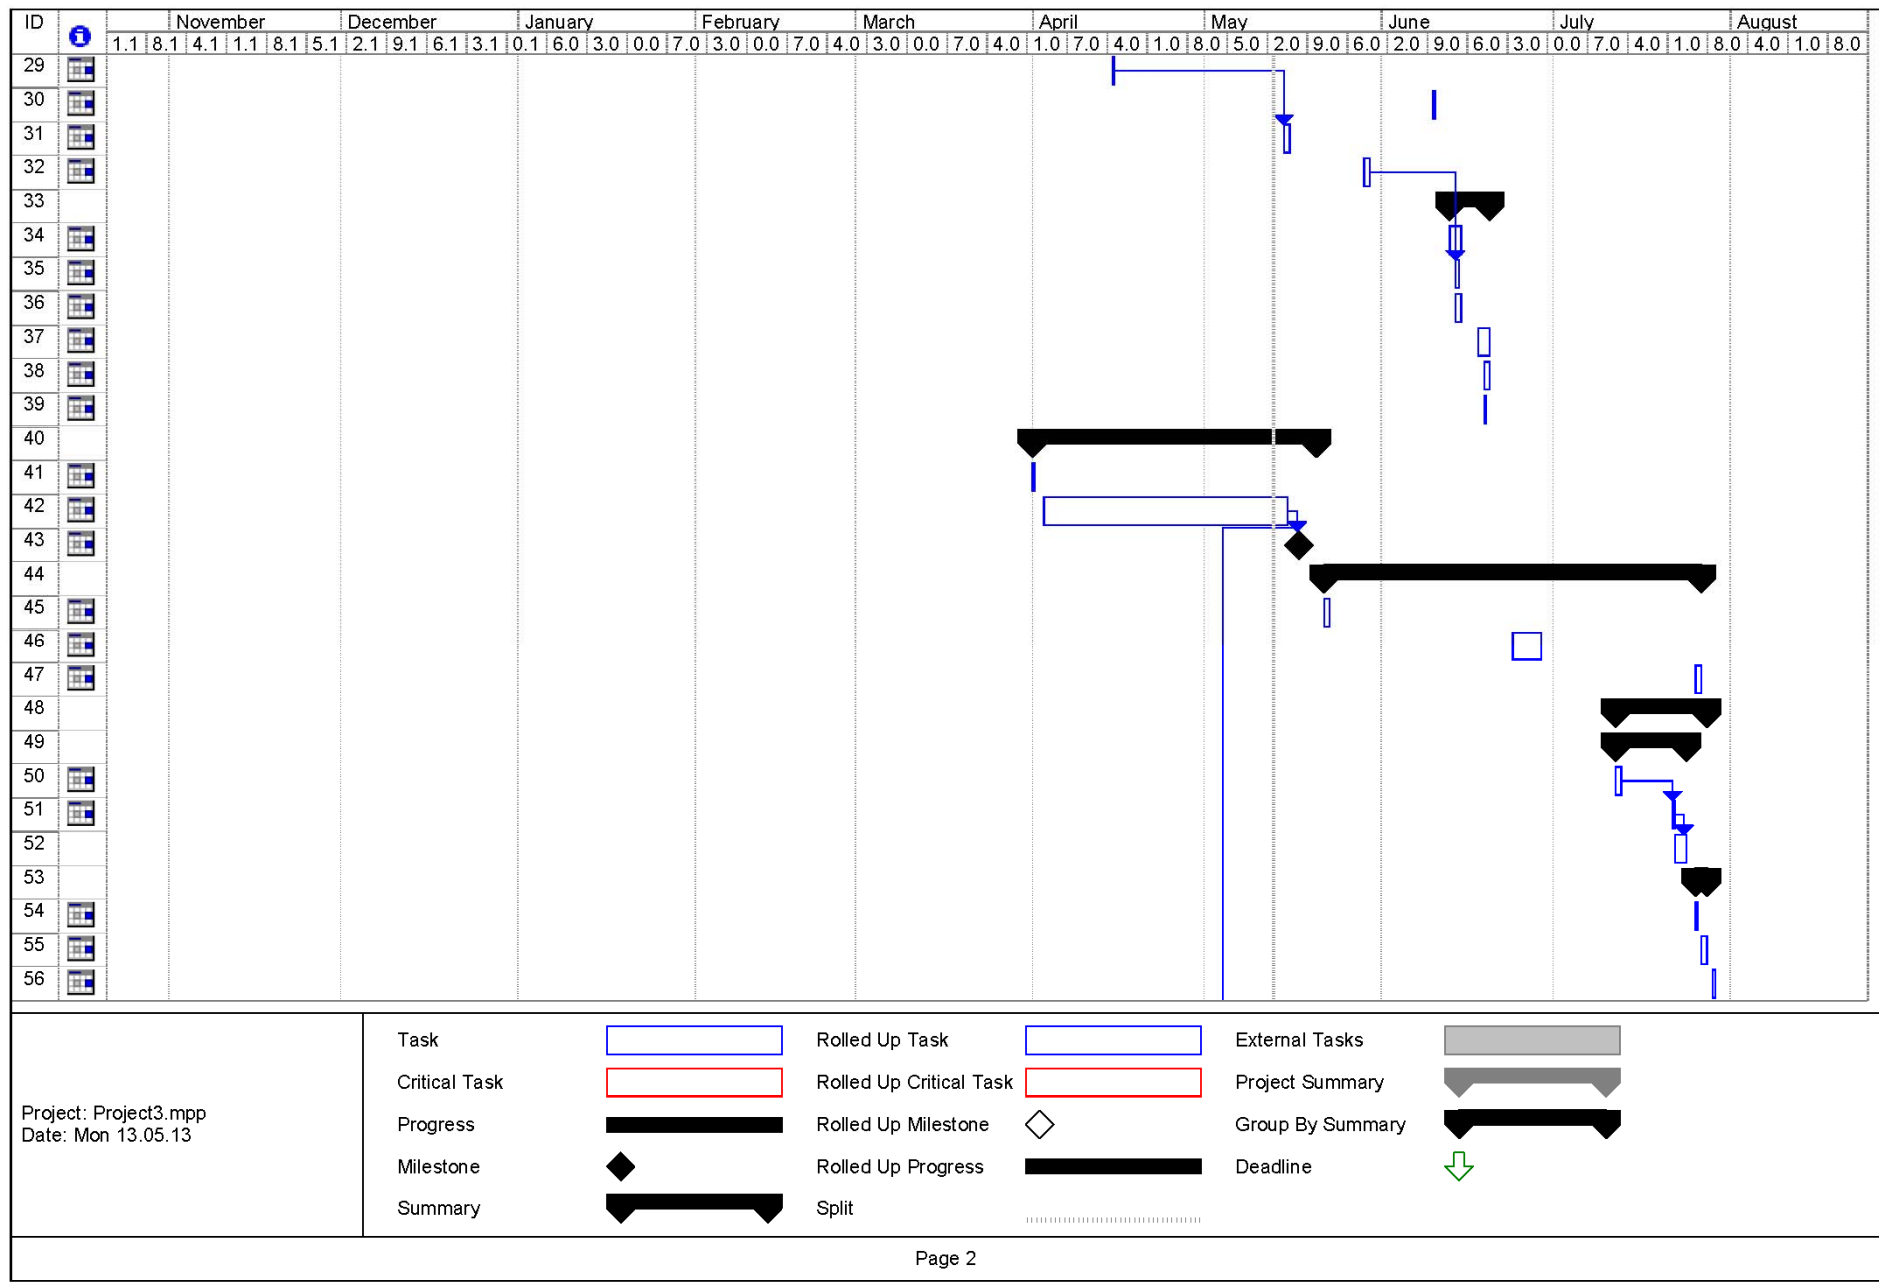 ID
November December January February March April May June July August
1.1 8.1 4.1 1.1 8.1 5.1 2.1 9.1 6.1 3.1 0.1 6.0 3.0 0.0 7.0 3.0 0.0 7.0 4.0 3.0 0.0 7.0 4.0 1.0 7.0 4.0 1.0 8.0 5.0 2.0 9.0 6.0 2.0 9.0 6.0 3.0 0.0 7.0 4.0 1.0 8.0 4.0 1.0 8.0
29
30
31
32
33
34
35
36
37
38
39
40
41
42
43
44
45
46
47
48
49
50
51
52
53
54
55
56
Project: Project3.mpp
Date: Mon 13.05.13
Task
Critical Task
Progress
Milestone
Summary
Rolled Up Task
Rolled Up Critical Task
Rolled Up Milestone
Rolled Up Progress
Split
External Tasks
Project Summary
Group By Summary
Deadline
Page 2